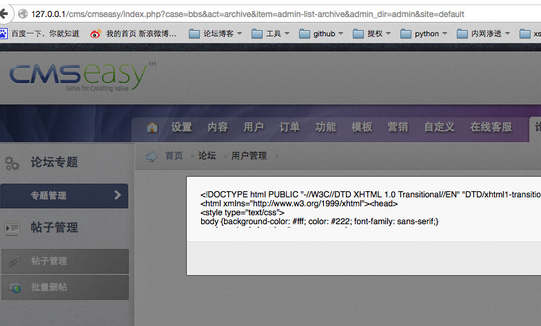 127.0.0.1/cms/cmseasy/index.php?case=bbs&act=archive&item=admin-list-archive&admin_dir=admin&site=default
百度一下，你就知道 我的首页 新浪微博... 论坛博客 工具 github 提权 python 内网渗透 xs
CMSeasy TM
Serve for Creating value
设置 内容 用户 订单 功能 模板 营销 自定义 在线客服 论
论坛专题
首页 论坛 用户管理
专题管理
帖子管理
帖子管理
批量删帖
<!DOCTYPE html PUBLIC "-//W3C//DTD XHTML 1.0 Transitional//EN" "DTD/xhtml1-transitio
<html xmlns="http://www.w3.org/1999/xhtml"><head>
<style type="text/css">
body {background-color: #fff; color: #222; font-family: sans-serif;}